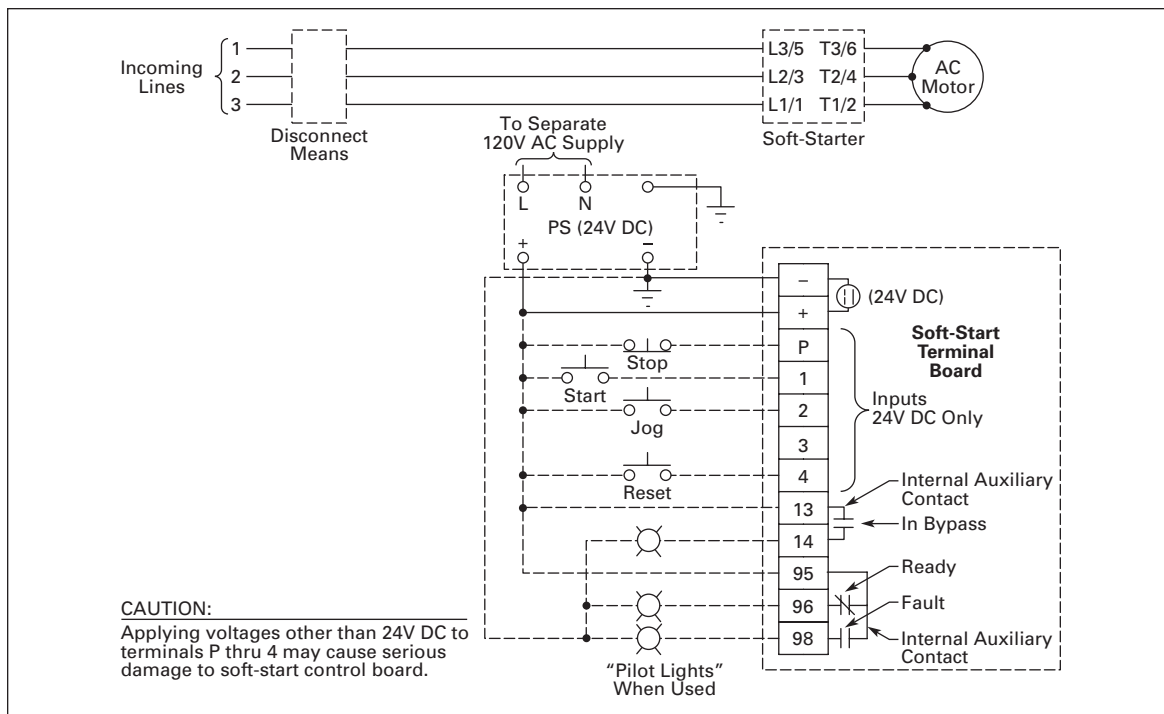 Incoming
Lines
1
2
3
Disconnect
Means
L3/5 T3/6
L2/3 T2/4
L1/1 T1/2
Soft-Starter
AC
Motor
To Separate
120V AC Supply
L
N
PS (24V DC)
+
–
–
+
P
1
2
3
4
13
14
95
96
98
(24V DC)
Soft-Start
Terminal
Board
Inputs
24V DC Only
Stop
Start
Jog
Reset
Internal Auxiliary
Contact
In Bypass
Ready
Fault
Internal Auxiliary
Contact
"Pilot Lights"
When Used
CAUTION:
Applying voltages other than 24V DC to
terminals P thru 4 may cause serious
damage to soft-start control board.